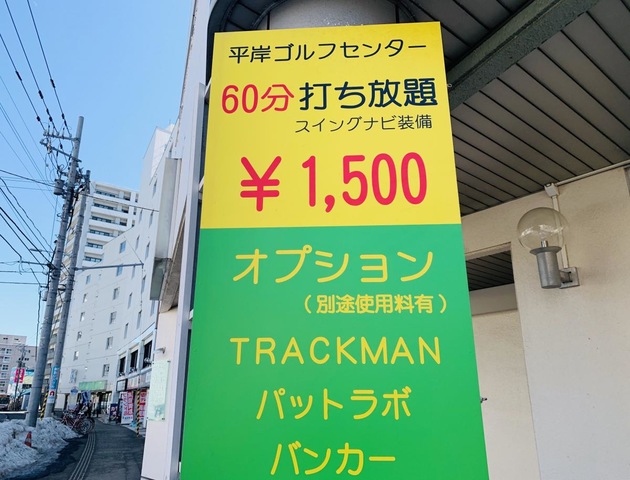 平岸ゴルフセンター
60分打ち放題
スイングナビ装備
￥1,500
オプション
（別途使用料有）
TRACKMAN
パットラボ
バンカー